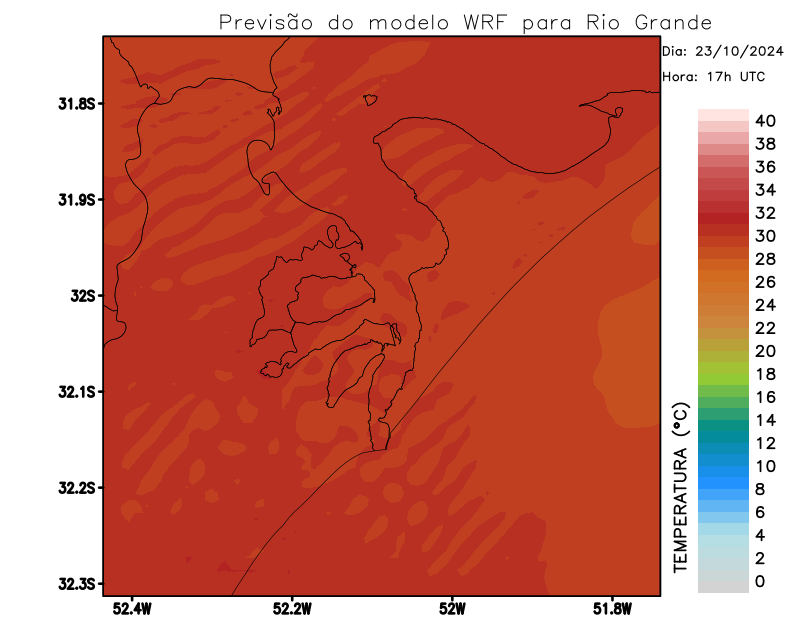 Previsão do modelo WRF para Rio Grande
Dia: 23/10/2024
Hora: 17h UTC
31.8S
31.9S
32S
32.1S
32.2S
32.3S
52.4W
52.2W
52W
51.8W
TEMPERATURA (°C)
40
38
36
34
32
30
28
26
24
22
20
18
16
14
12
10
8
6
4
2
0